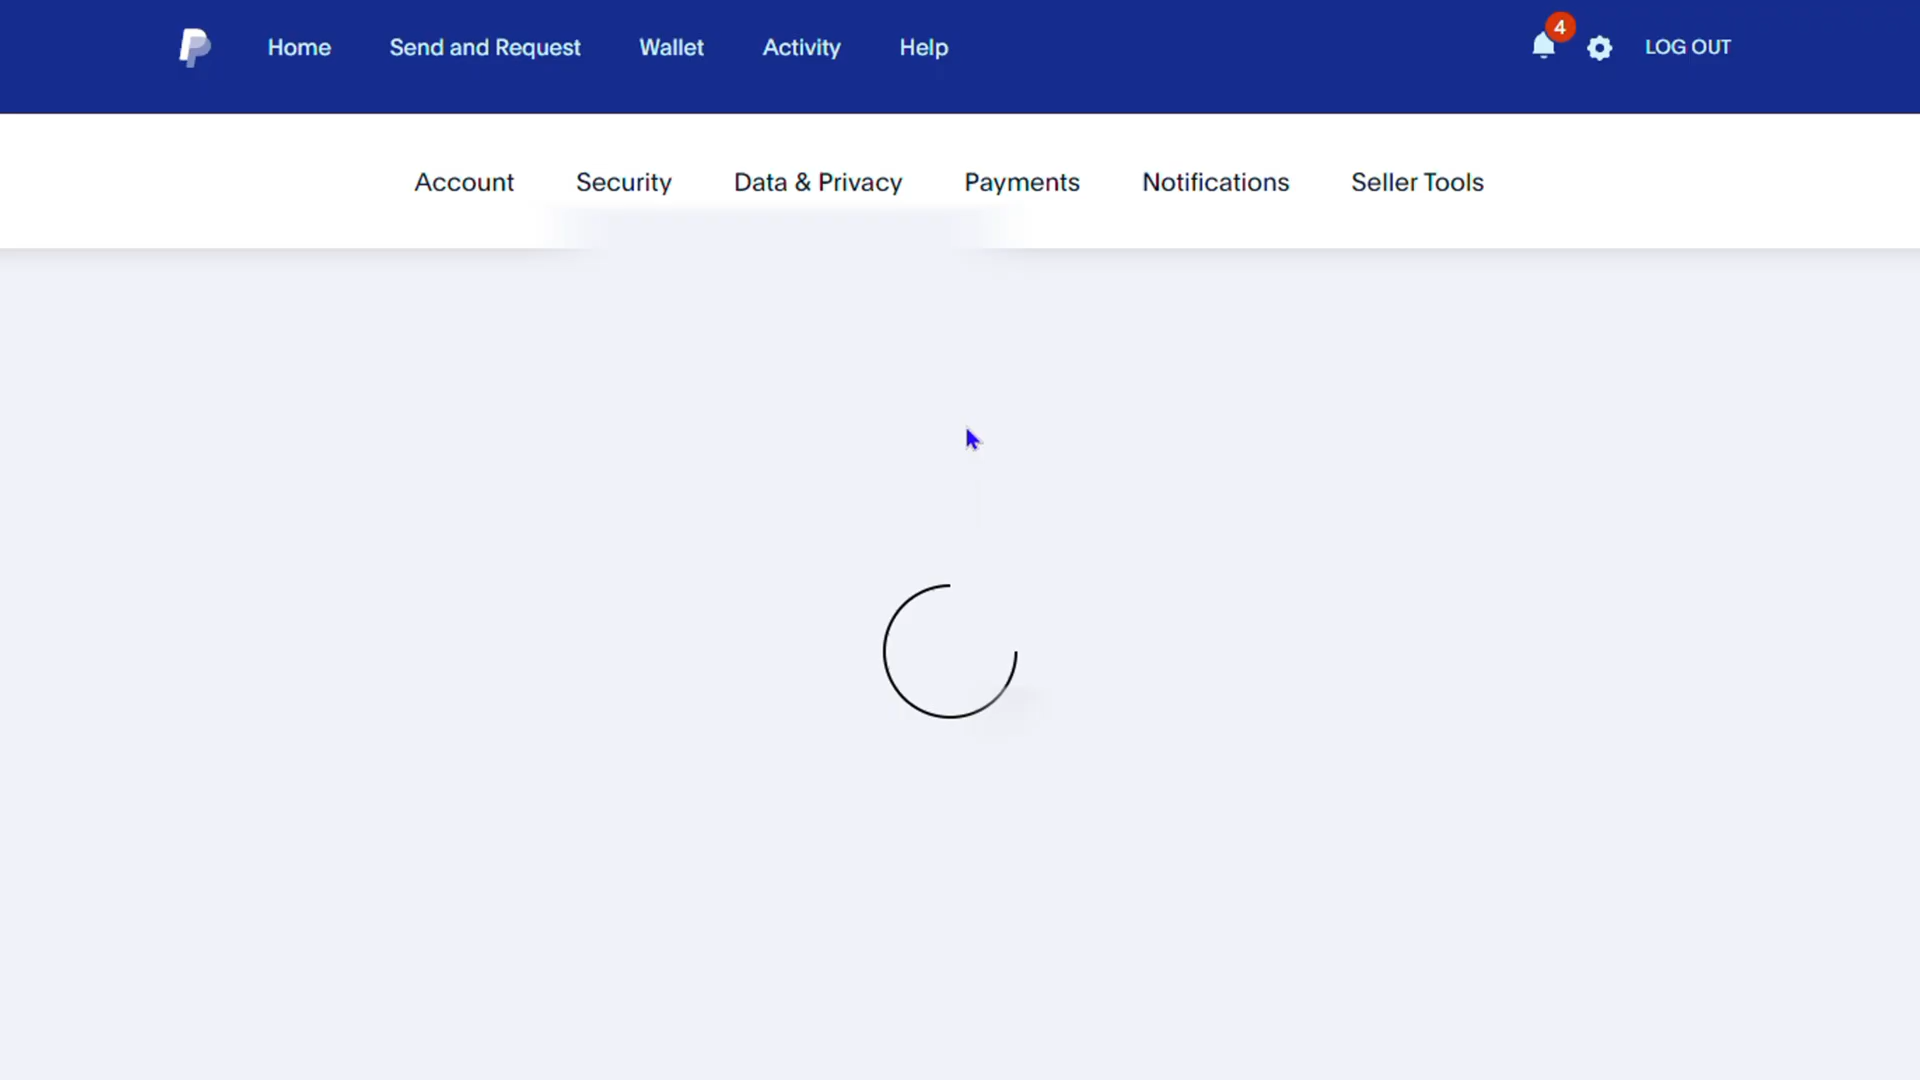 Home Send and Request Wallet Activity Help 4 LOG OUT
Account Security Data & Privacy Payments Notifications Seller Tools